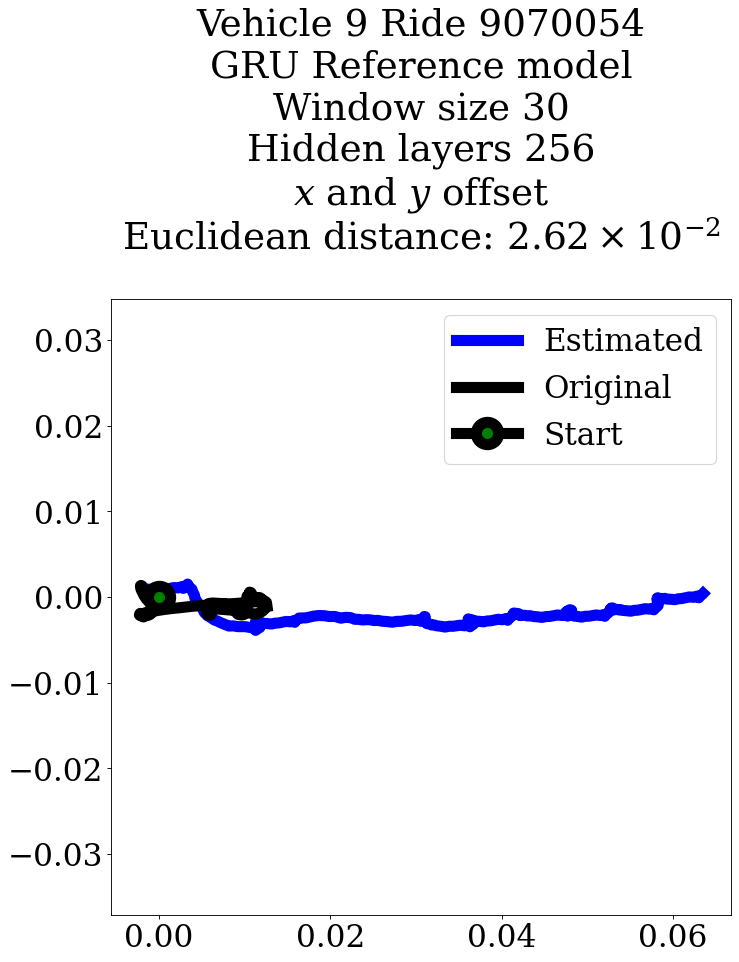 Vehicle 9 Ride 9070054
GRU Reference model
Window size 30
Hidden layers 256
x and y offset
Euclidean distance: 2.62 × 10⁻²
Estimated
Original
Start
0.03
0.02
0.01
0.00
−0.01
−0.02
−0.03
0.00 0.02 0.04 0.06